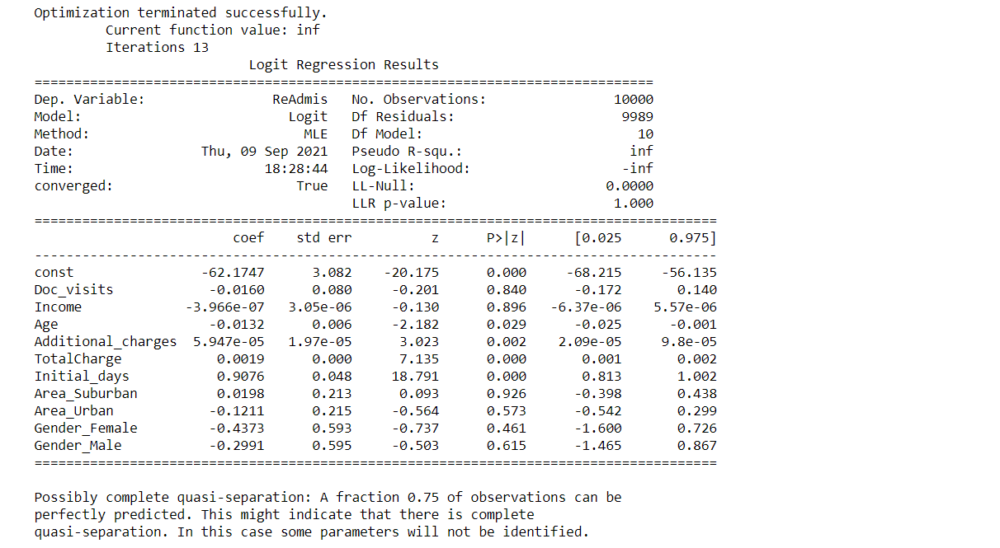 Optimization terminated successfully.
         Current function value: inf
         Iterations 13
                           Logit Regression Results
==============================================================================
Dep. Variable:                ReAdmis   No. Observations:                10000
Model:                          Logit   Df Residuals:                     9989
Method:                           MLE   Df Model:                           10
Date:                Thu, 09 Sep 2021   Pseudo R-squ.:                     inf
Time:                        18:28:44   Log-Likelihood:                   -inf
converged:                       True   LL-Null:                        0.0000
                                        LLR p-value:                     1.000
======================================================================================
                         coef    std err          z      P>|z|      [0.025      0.975]
--------------------------------------------------------------------------------------
const                -62.1747      3.082    -20.175      0.000     -68.215     -56.135
Doc_visits            -0.0160      0.080     -0.201      0.840      -0.172       0.140
Income             -3.966e-07   3.05e-06     -0.130      0.896   -6.37e-06    5.57e-06
Age                   -0.0132      0.006     -2.182      0.029      -0.025      -0.001
Additional_charges  5.947e-05   1.97e-05      3.023      0.002    2.09e-05     9.8e-05
TotalCharge            0.0019      0.000      7.135      0.000       0.001       0.002
Initial_days           0.9076      0.048     18.791      0.000       0.813       1.002
Area_Suburban          0.0198      0.213      0.093      0.926      -0.398       0.438
Area_Urban            -0.1211      0.215     -0.564      0.573      -0.542       0.299
Gender_Female         -0.4373      0.593     -0.737      0.461      -1.600       0.726
Gender_Male           -0.2991      0.595     -0.503      0.615      -1.465       0.867
======================================================================================

Possibly complete quasi-separation: A fraction 0.75 of observations can be
perfectly predicted. This might indicate that there is complete
quasi-separation. In this case some parameters will not be identified.